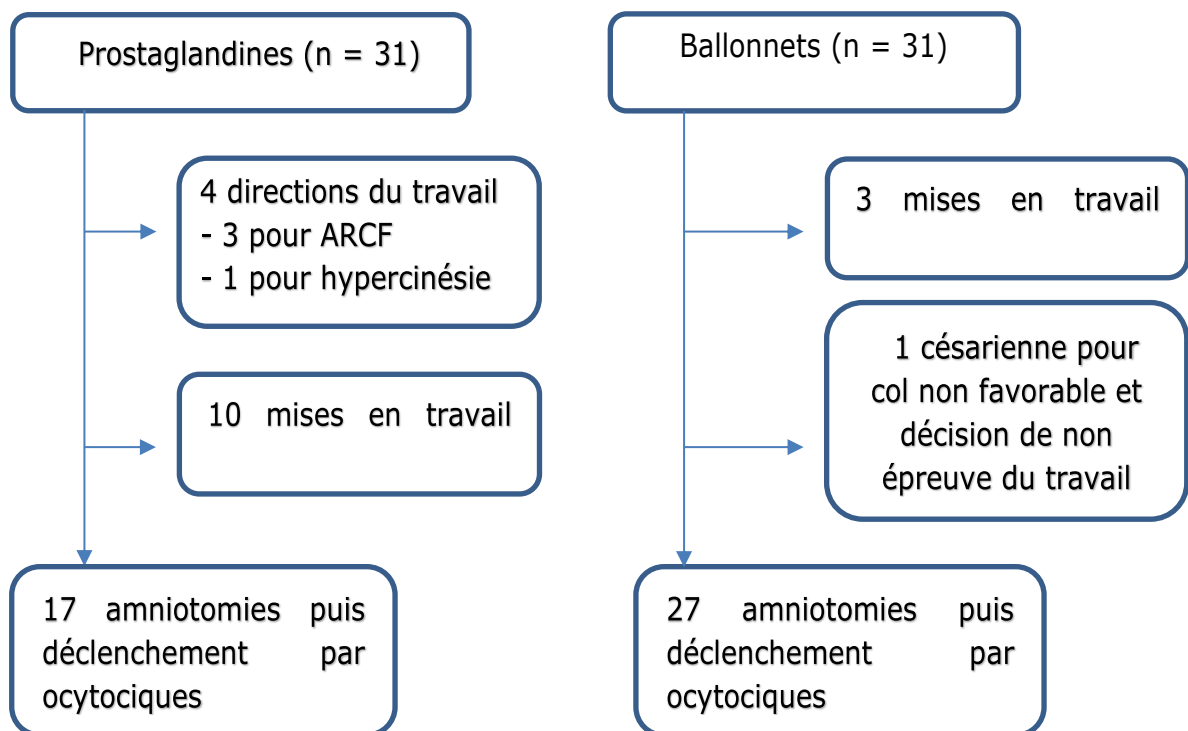 Prostaglandines (n = 31)
4 directions du travail
- 3 pour ARCF
- 1 pour hypercinésie
10 mises en travail
17 amniotomies puis
déclenchement par
ocytociques
Ballonnets (n = 31)
3 mises en travail
1 césarienne pour
col non favorable et
décision de non
épreuve du travail
27 amniotomies puis
déclenchement par
ocytociques